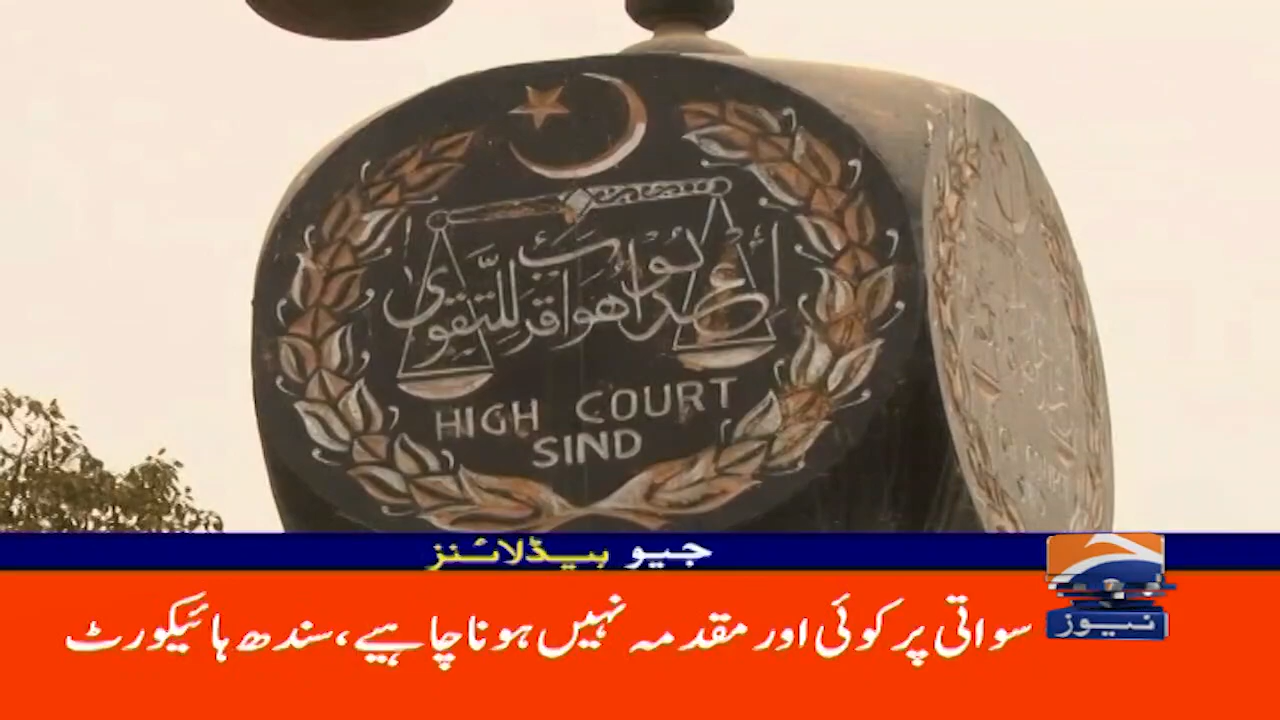 اعدلوا هو اقرب للتقوى
HIGH COURT
SIND
جیو ہیڈلائنز
نیوز
سواتی پر کوئی اور مقدمہ نہیں ہونا چاہیے، سندھ ہائیکورٹ